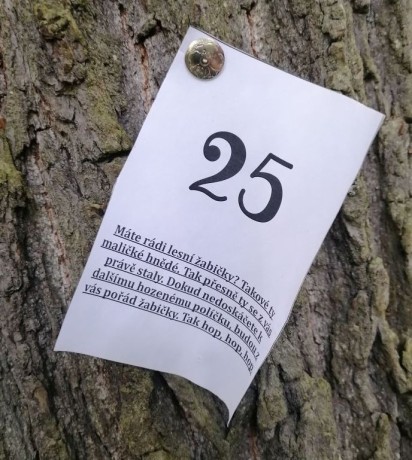 25
Máte rádi lesní žabičky? Takové ty
maličké hnědé. Tak přesně ty se z vás
právě staly. Dokud nedoskáčete k
dalšímu hozenému políčku, budou z
vás pořád žabičky. Tak hop, hop, hop